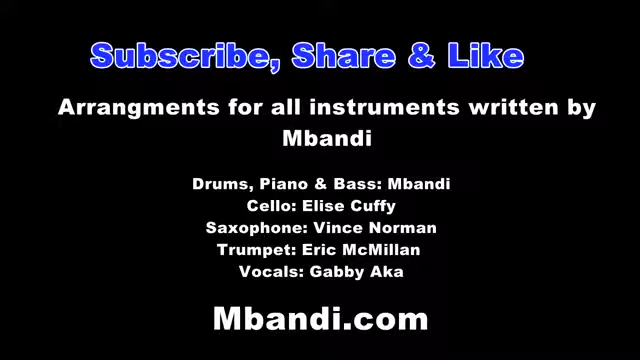 Subscribe, Share & Like
Arrangments for all instruments written by
Mbandi
Drums, Piano & Bass: Mbandi
Cello: Elise Cuffy
Saxophone: Vince Norman
Trumpet: Eric McMillan
Vocals: Gabby Aka
Mbandi.com